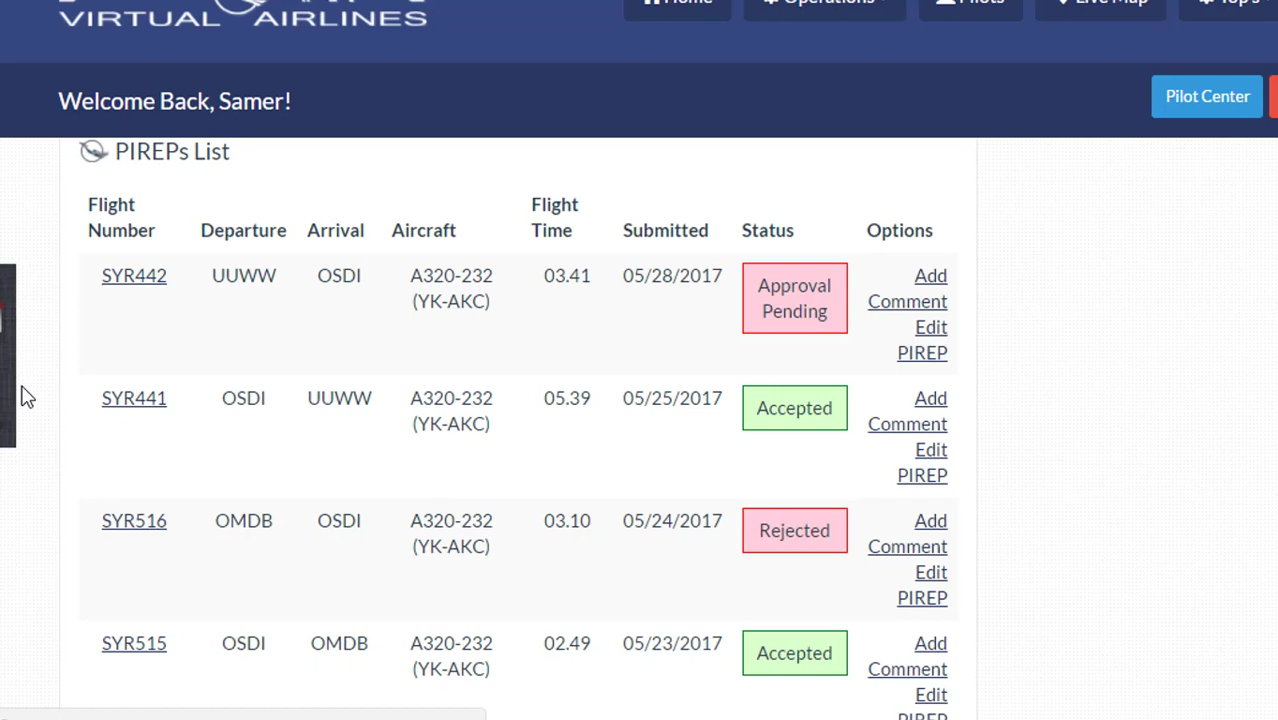 VIRTUAL AIRLINES
Home Operations Pilots Live Map Top's
Welcome Back, Samer!
Pilot Center
PIREPs List
Flight Number Departure Arrival Aircraft Flight Time Submitted Status Options
SYR442 UUWW OSDI A320-232 03.41 05/28/2017 Approval Add
(YK-AKC) Pending Comment
Edit
PIREP
SYR441 OSDI UUWW A320-232 05.39 05/25/2017 Accepted Add
(YK-AKC) Comment
Edit
PIREP
SYR516 OMDB OSDI A320-232 03.10 05/24/2017 Rejected Add
(YK-AKC) Comment
Edit
PIREP
SYR515 OSDI OMDB A320-232 02.49 05/23/2017 Accepted Add
(YK-AKC) Comment
Edit
PIREP